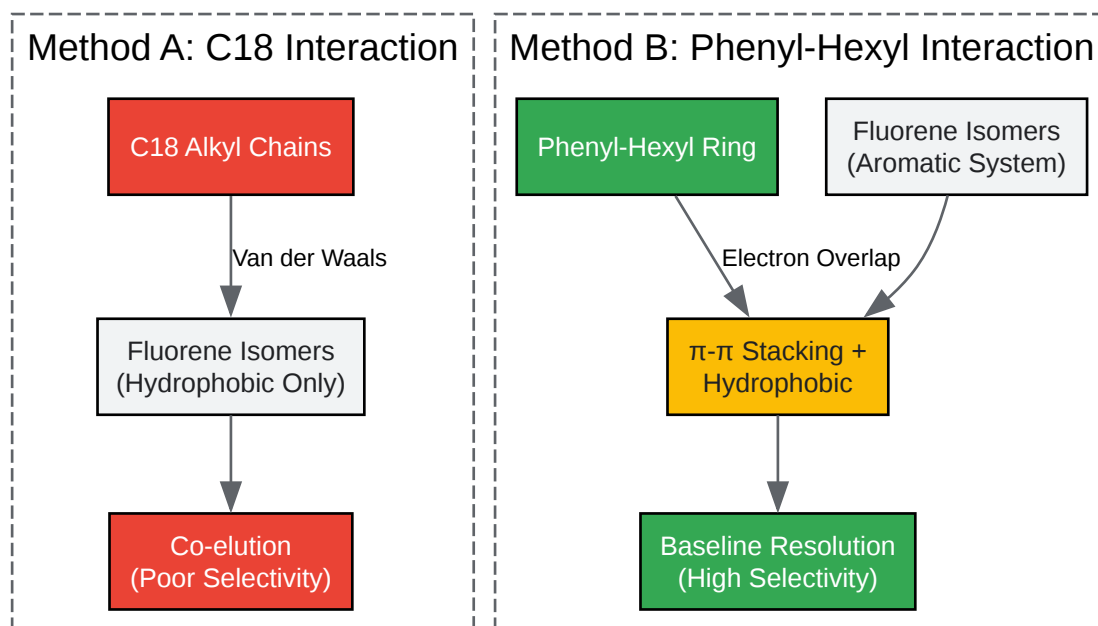 Method A: C18 Interaction
C18 Alkyl Chains
Van der Waals
Fluorene Isomers
(Hydrophobic Only)
Co-elution
(Poor Selectivity)
Method B: Phenyl-Hexyl Interaction
Phenyl-Hexyl Ring
Fluorene Isomers
(Aromatic System)
Electron Overlap
π-π Stacking +
Hydrophobic
Baseline Resolution
(High Selectivity)